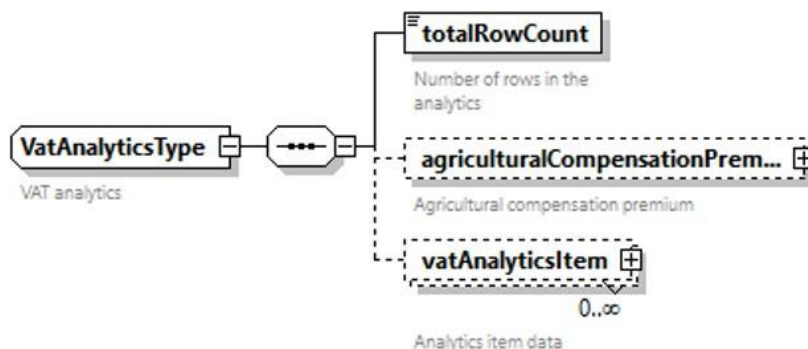 totalRowCount
Number of rows in the
analytics
VatAnalyticsType
VAT analytics
agriculturalCompensationPrem...
Agricultural compensation premium
vatAnalyticsItem
0..∞
Analytics item data